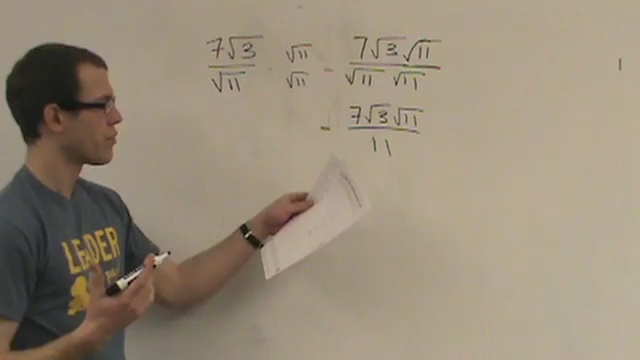 7√3/√11 · √11/√11 = 7√3√11/√11 √11
= 7√3√11/11
LEADER